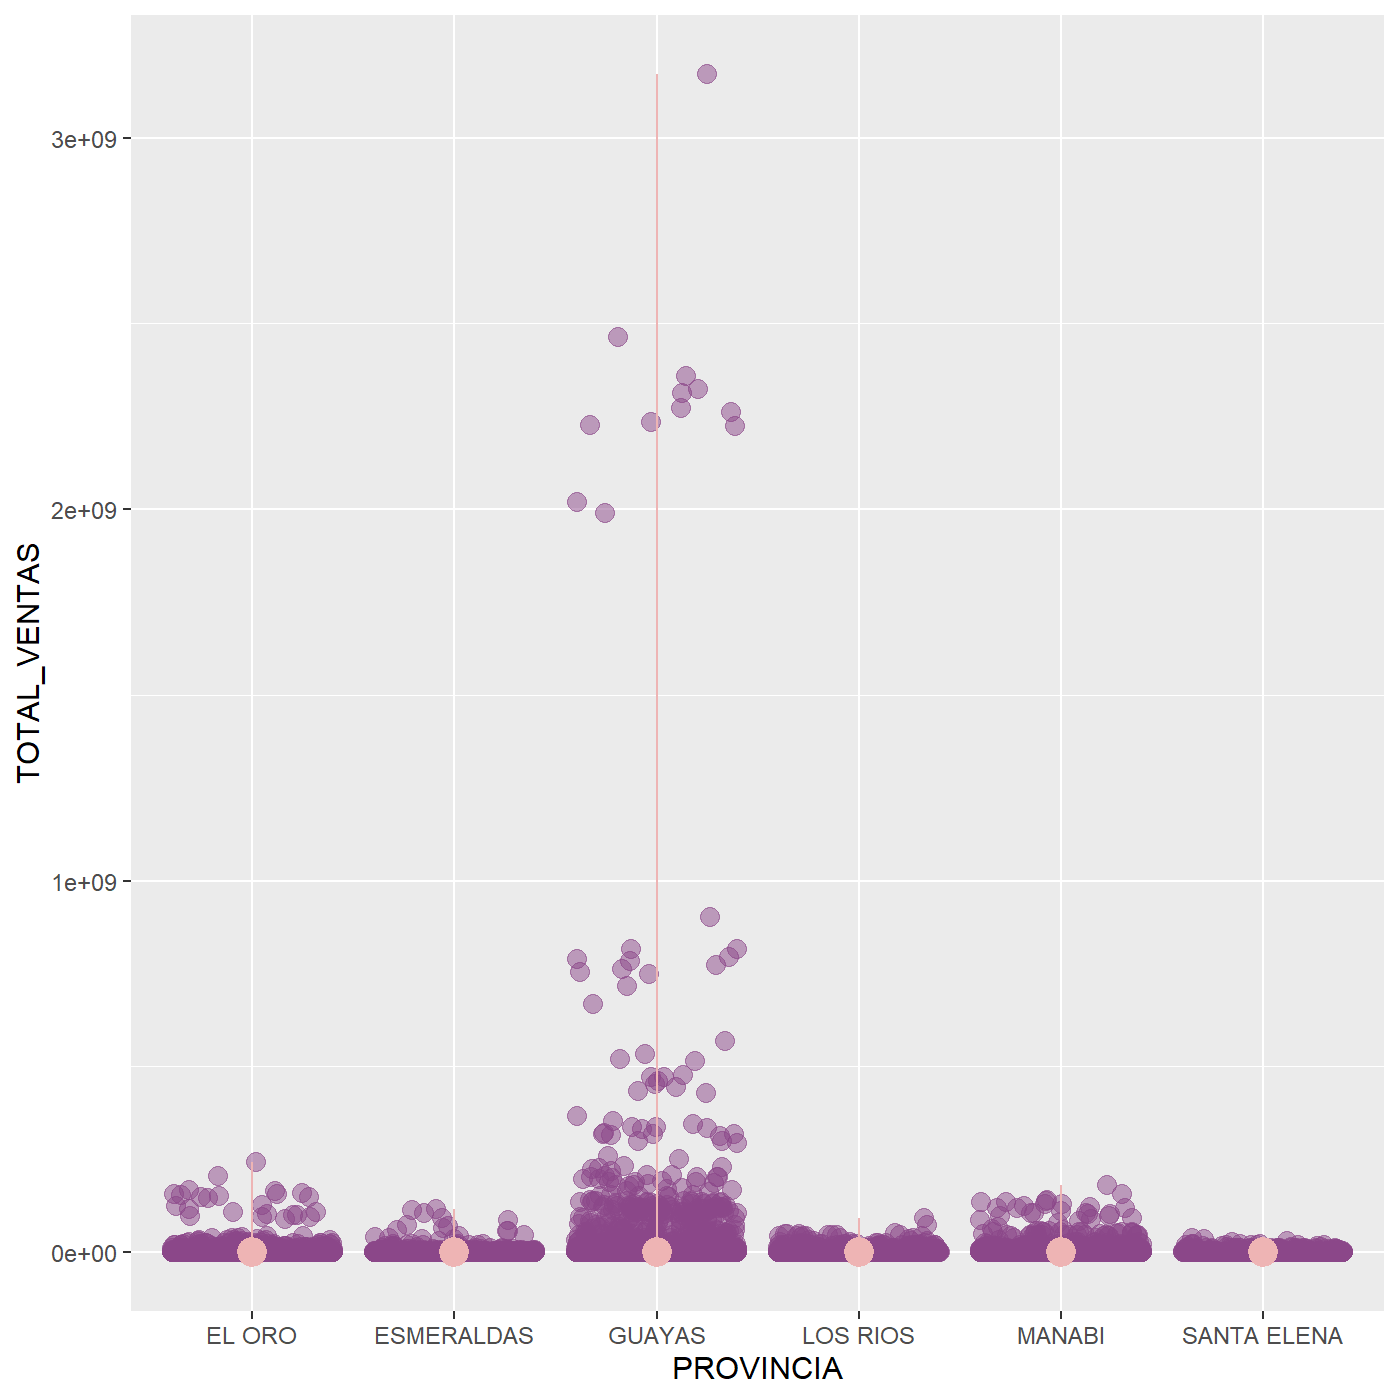 TOTAL_VENTAS
3e+09
2e+09
1e+09
0e+00
EL ORO ESMERALDAS GUAYAS LOS RIOS MANABI SANTA ELENA
PROVINCIA